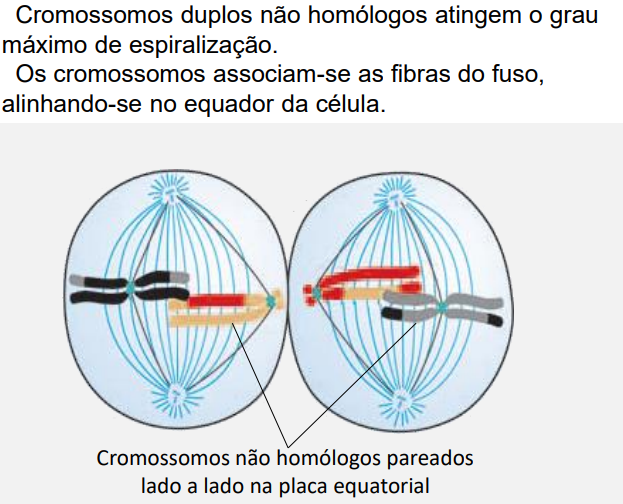 Cromossomos duplos não homólogos atingem o grau
máximo de espiralização.
Os cromossomos associam-se as fibras do fuso,
alinhando-se no equador da célula.
Cromossomos não homólogos pareados
lado a lado na placa equatorial